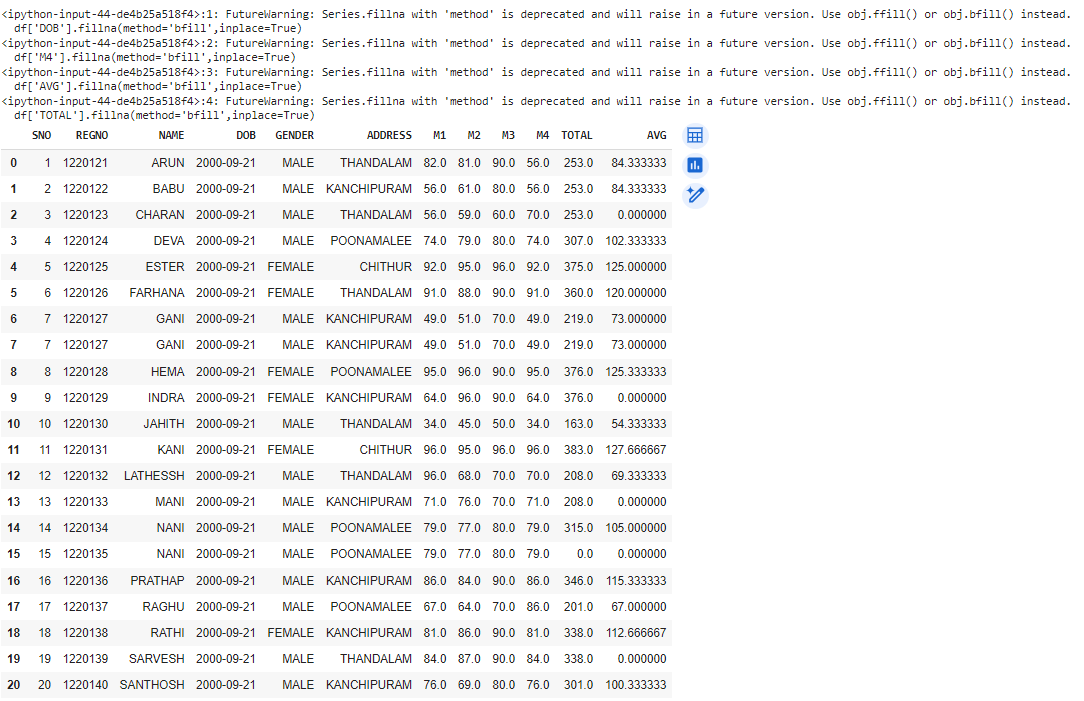 <ipython-input-44-de4b25a518f4>:1: FutureWarning: Series.fillna with 'method' is deprecated and will raise in a future version. Use obj.ffill() or obj.bfill() instead.
  df['DOB'].fillna(method='bfill',inplace=True)
<ipython-input-44-de4b25a518f4>:2: FutureWarning: Series.fillna with 'method' is deprecated and will raise in a future version. Use obj.ffill() or obj.bfill() instead.
  df['M4'].fillna(method='bfill',inplace=True)
<ipython-input-44-de4b25a518f4>:3: FutureWarning: Series.fillna with 'method' is deprecated and will raise in a future version. Use obj.ffill() or obj.bfill() instead.
  df['AVG'].fillna(method='bfill',inplace=True)
<ipython-input-44-de4b25a518f4>:4: FutureWarning: Series.fillna with 'method' is deprecated and will raise in a future version. Use obj.ffill() or obj.bfill() instead.
  df['TOTAL'].fillna(method='bfill',inplace=True)
SNO REGNO NAME DOB GENDER ADDRESS M1 M2 M3 M4 TOTAL AVG
0 1 1220121 ARUN 2000-09-21 MALE THANDALAM 82.0 81.0 90.0 56.0 253.0 84.333333
1 2 1220122 BABU 2000-09-21 MALE KANCHIPURAM 56.0 61.0 80.0 56.0 253.0 84.333333
2 3 1220123 CHARAN 2000-09-21 MALE THANDALAM 56.0 59.0 60.0 70.0 253.0 0.000000
3 4 1220124 DEVA 2000-09-21 MALE POONAMALEE 74.0 79.0 80.0 74.0 307.0 102.333333
4 5 1220125 ESTER 2000-09-21 FEMALE CHITHUR 92.0 95.0 96.0 92.0 375.0 125.000000
5 6 1220126 FARHANA 2000-09-21 FEMALE THANDALAM 91.0 88.0 90.0 91.0 360.0 120.000000
6 7 1220127 GANI 2000-09-21 MALE KANCHIPURAM 49.0 51.0 70.0 49.0 219.0 73.000000
7 7 1220127 GANI 2000-09-21 MALE KANCHIPURAM 49.0 51.0 70.0 49.0 219.0 73.000000
8 8 1220128 HEMA 2000-09-21 FEMALE POONAMALEE 95.0 96.0 90.0 95.0 376.0 125.333333
9 9 1220129 INDRA 2000-09-21 FEMALE KANCHIPURAM 64.0 96.0 90.0 64.0 376.0 0.000000
10 10 1220130 JAHITH 2000-09-21 MALE THANDALAM 34.0 45.0 50.0 34.0 163.0 54.333333
11 11 1220131 KANI 2000-09-21 FEMALE CHITHUR 96.0 95.0 96.0 96.0 383.0 127.666667
12 12 1220132 LATHESSH 2000-09-21 MALE THANDALAM 96.0 68.0 70.0 70.0 208.0 69.333333
13 13 1220133 MANI 2000-09-21 MALE KANCHIPURAM 71.0 76.0 70.0 71.0 208.0 0.000000
14 14 1220134 NANI 2000-09-21 MALE POONAMALEE 79.0 77.0 80.0 79.0 315.0 105.000000
15 15 1220135 NANI 2000-09-21 MALE POONAMALEE 79.0 77.0 80.0 79.0 0.0 0.000000
16 16 1220136 PRATHAP 2000-09-21 MALE KANCHIPURAM 86.0 84.0 90.0 86.0 346.0 115.333333
17 17 1220137 RAGHU 2000-09-21 MALE POONAMALEE 67.0 64.0 70.0 86.0 201.0 67.000000
18 18 1220138 RATHI 2000-09-21 FEMALE KANCHIPURAM 81.0 86.0 90.0 81.0 338.0 112.666667
19 19 1220139 SARVESH 2000-09-21 MALE THANDALAM 84.0 87.0 90.0 84.0 338.0 0.000000
20 20 1220140 SANTHOSH 2000-09-21 MALE KANCHIPURAM 76.0 69.0 80.0 76.0 301.0 100.333333